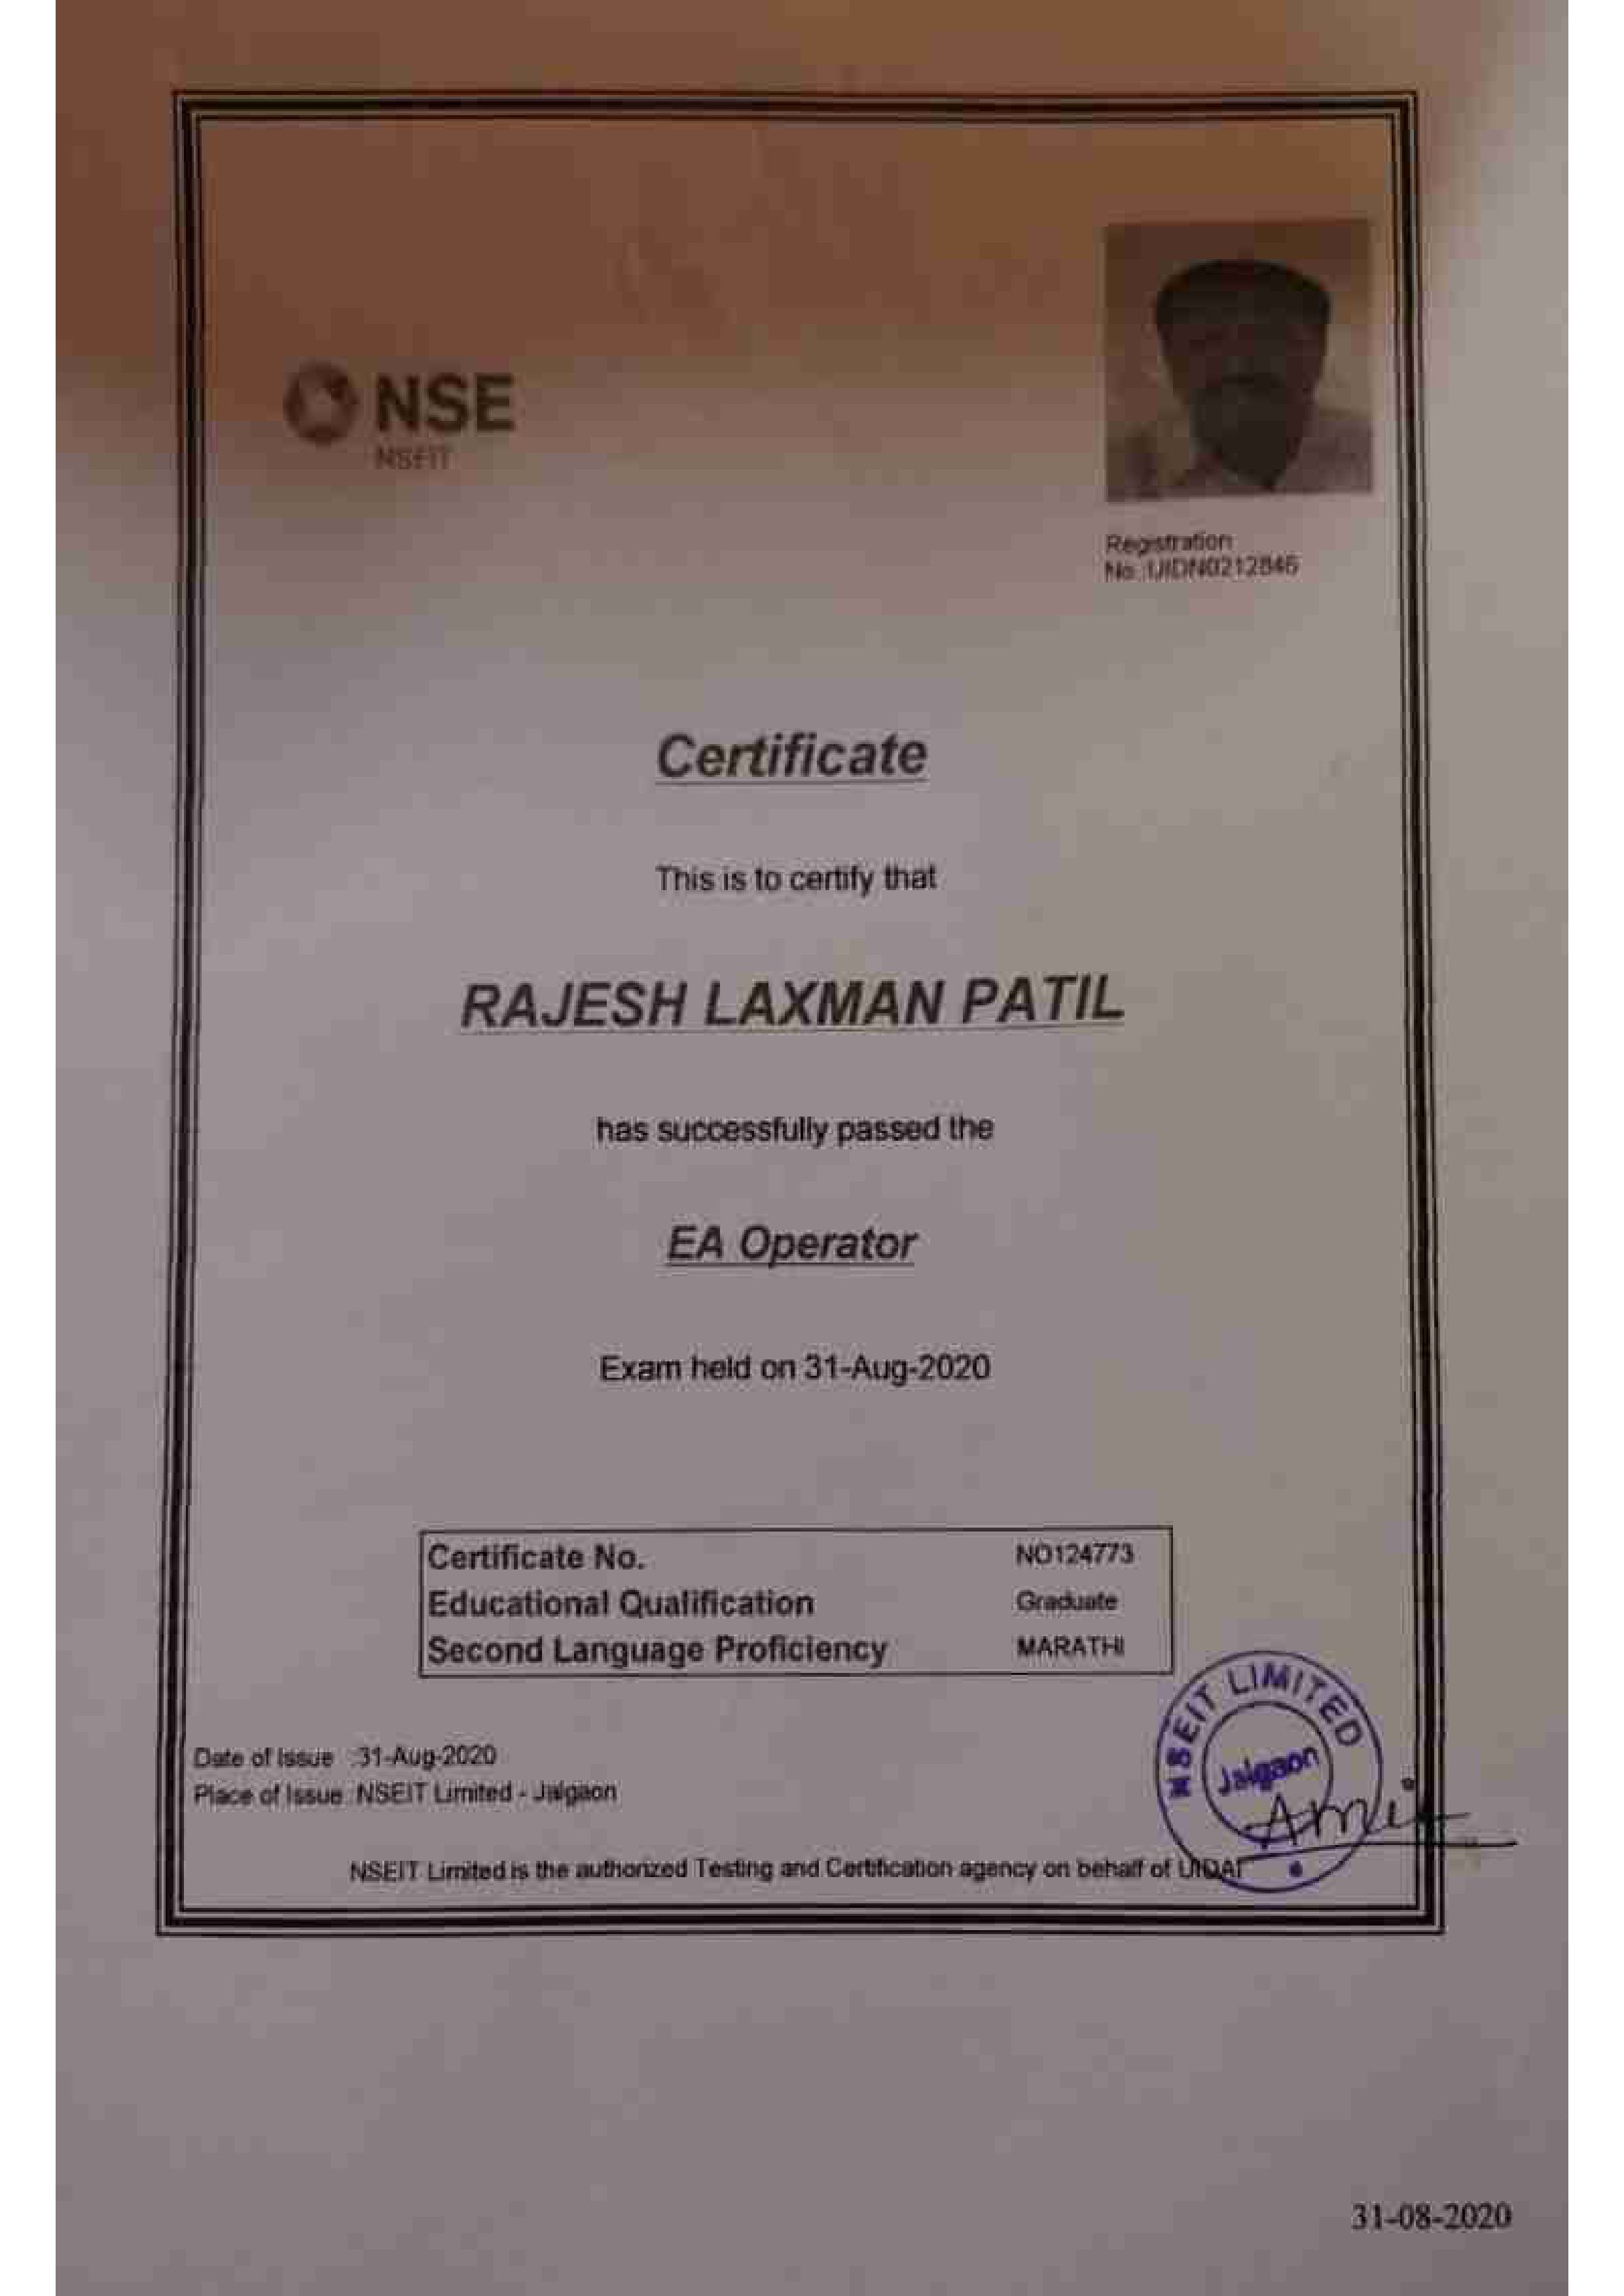 NSE
NSEIT
Registration
No.:UIDN0212846
Certificate
This is to certify that
RAJESH LAXMAN PATIL
has successfully passed the
EA Operator
Exam held on 31-Aug-2020
Certificate No. NO124773
Educational Qualification Graduate
Second Language Proficiency MARATHI
NSEIT LIMITED
Jalgaon
Date of Issue :31-Aug-2020
Place of Issue :NSEIT Limited - Jalgaon
NSEIT Limited is the authorized Testing and Certification agency on behalf of UIDAI
31-08-2020